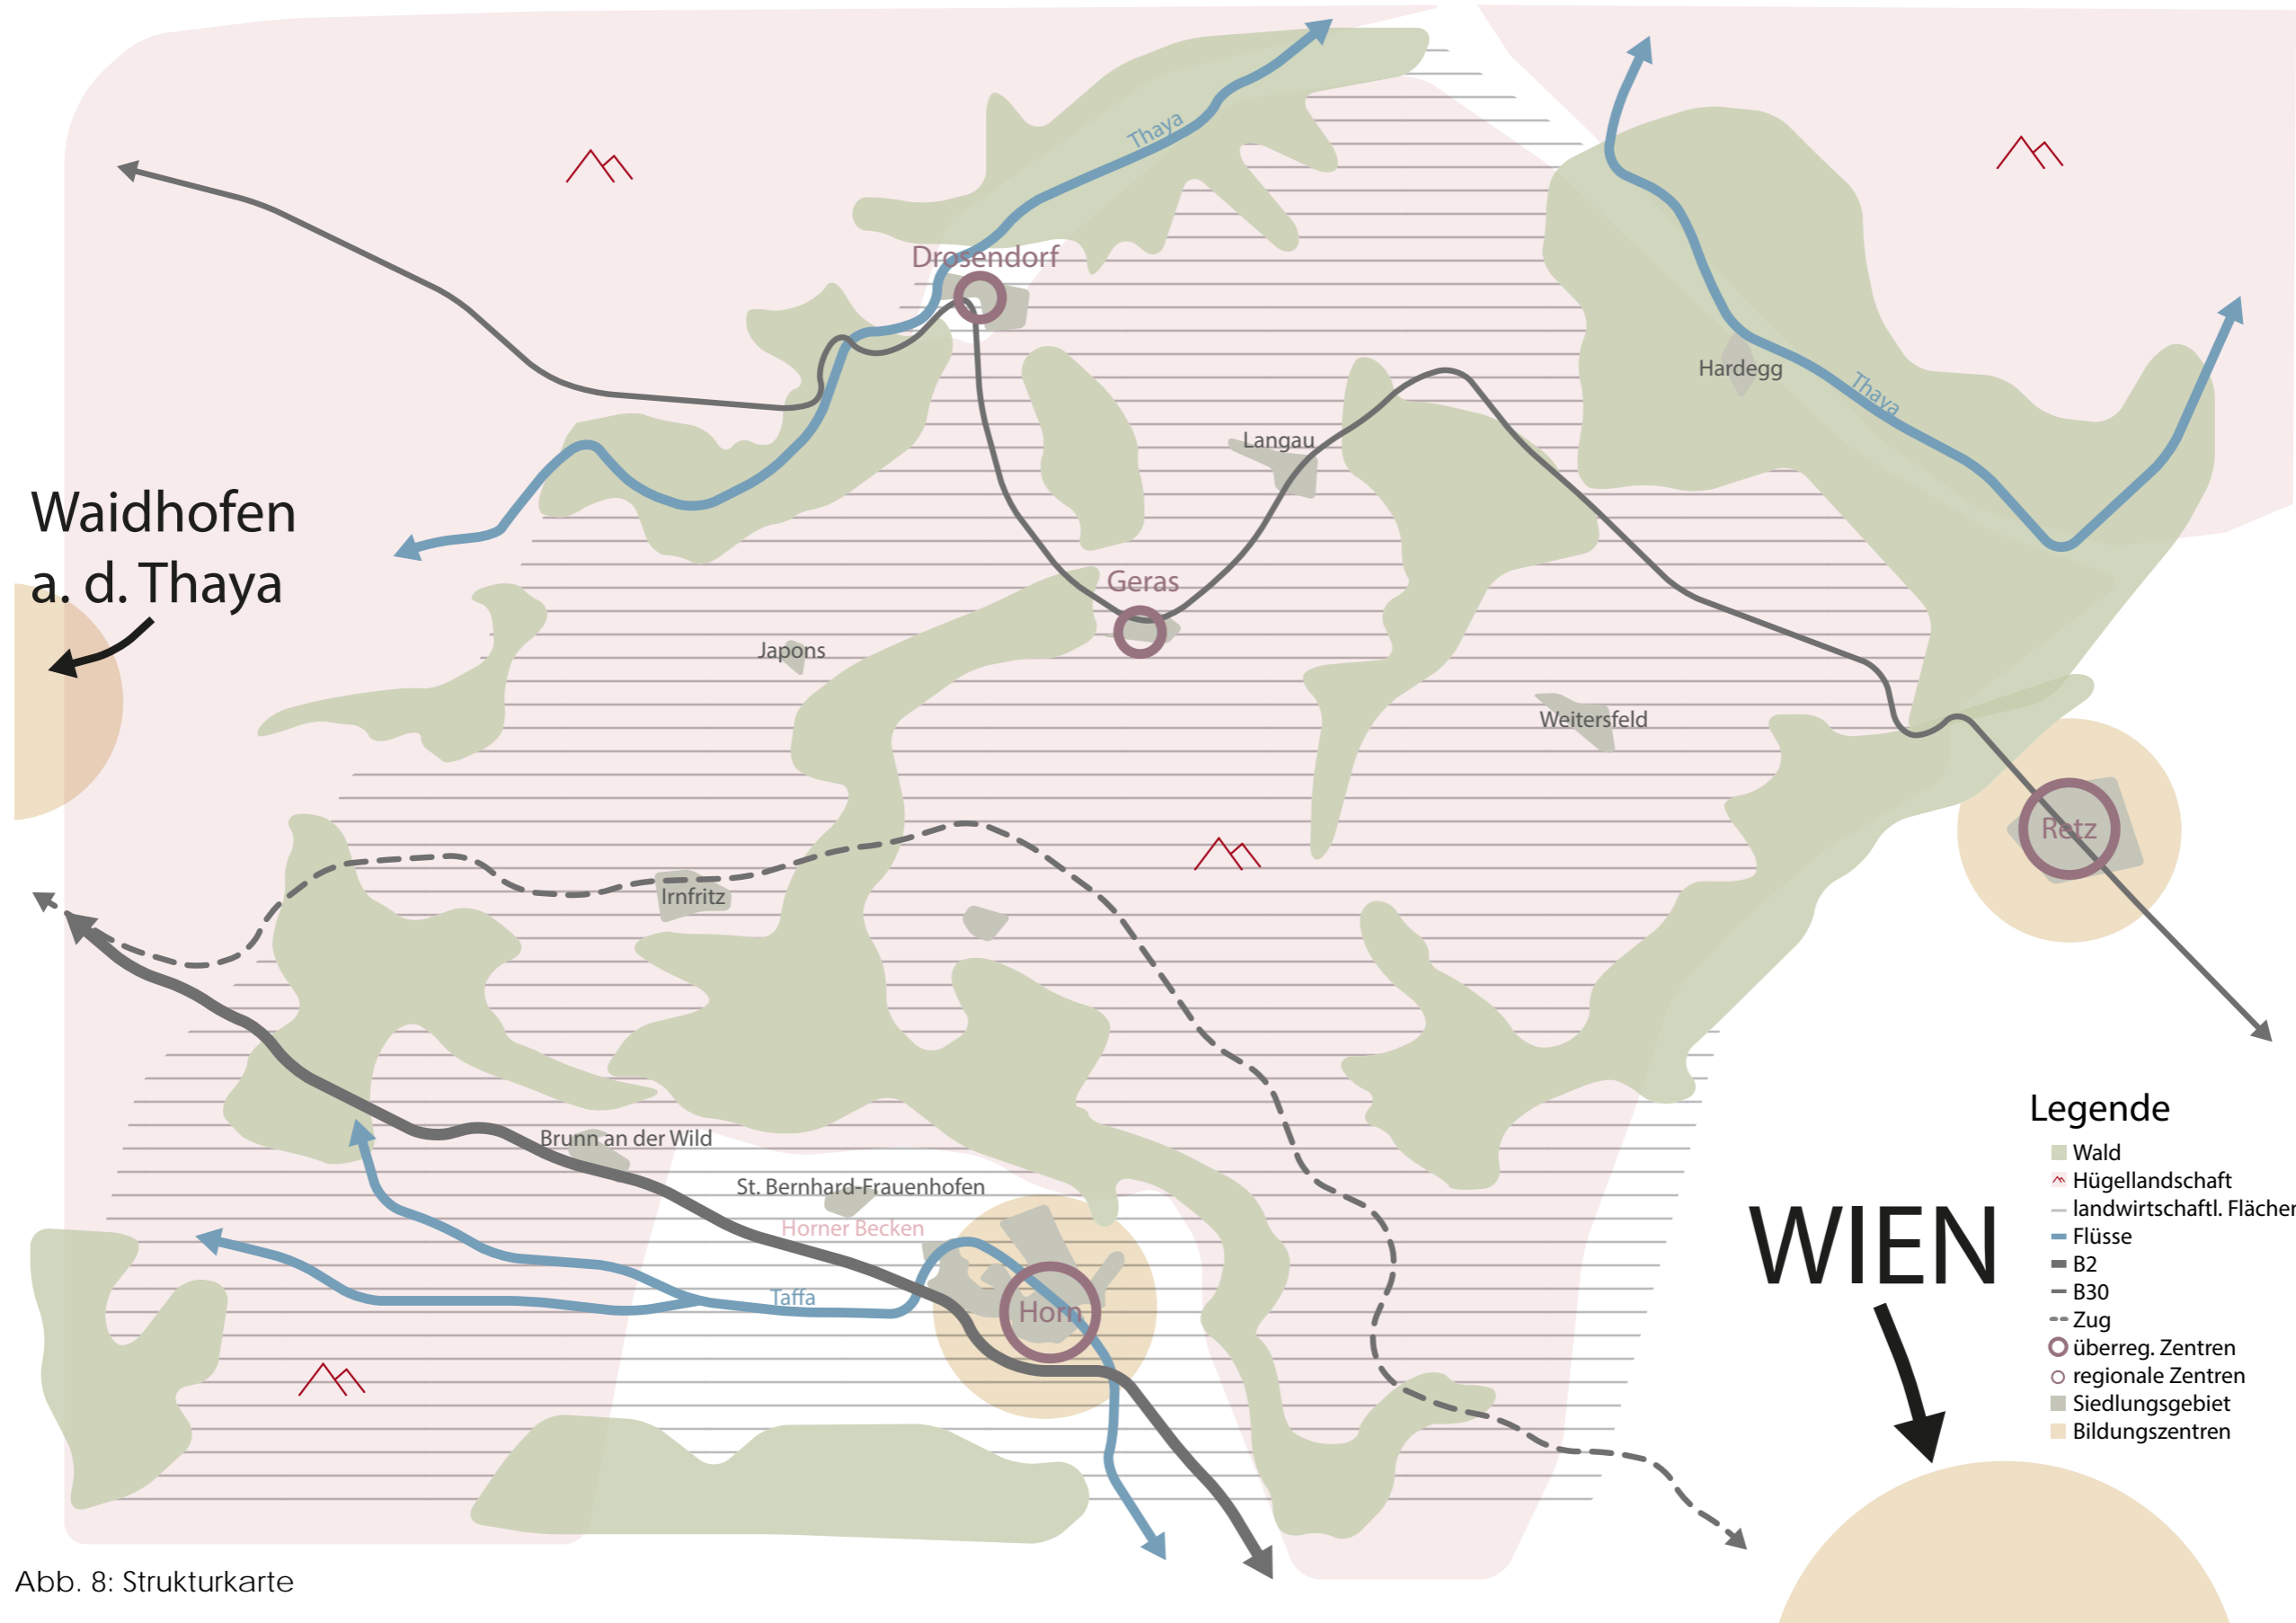 Thaya
Drosendorf
Hardegg
Thaya
Langau
Waidhofen
a. d. Thaya
Geras
Japons
Weitersfeld
Retz
Irnfritz
Brunn an der Wild
St. Bernhard-Frauenhofen
Horner Becken
Taffa
Horn
WIEN
Legende
Wald
Hügellandschaft
landwirtschaftl. Flächen
Flüsse
B2
B30
Zug
überreg. Zentren
regionale Zentren
Siedlungsgebiet
Bildungszentren
Abb. 8: Strukturkarte